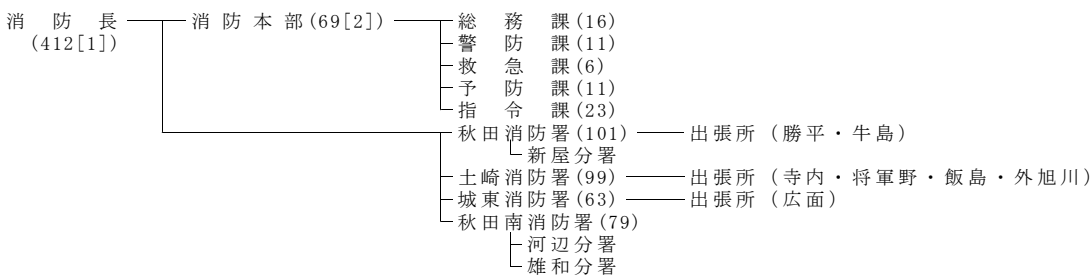 消防長 消防本部(69[2]) 総務課(16)
(412[1]) 警防課(11)
救急課(6)
予防課(11)
指令課(23)
秋田消防署(101) 出張所(勝平・牛島)
新屋分署
土崎消防署(99) 出張所(寺内・将軍野・飯島・外旭川)
城東消防署(63) 出張所(広面)
秋田南消防署(79)
河辺分署
雄和分署